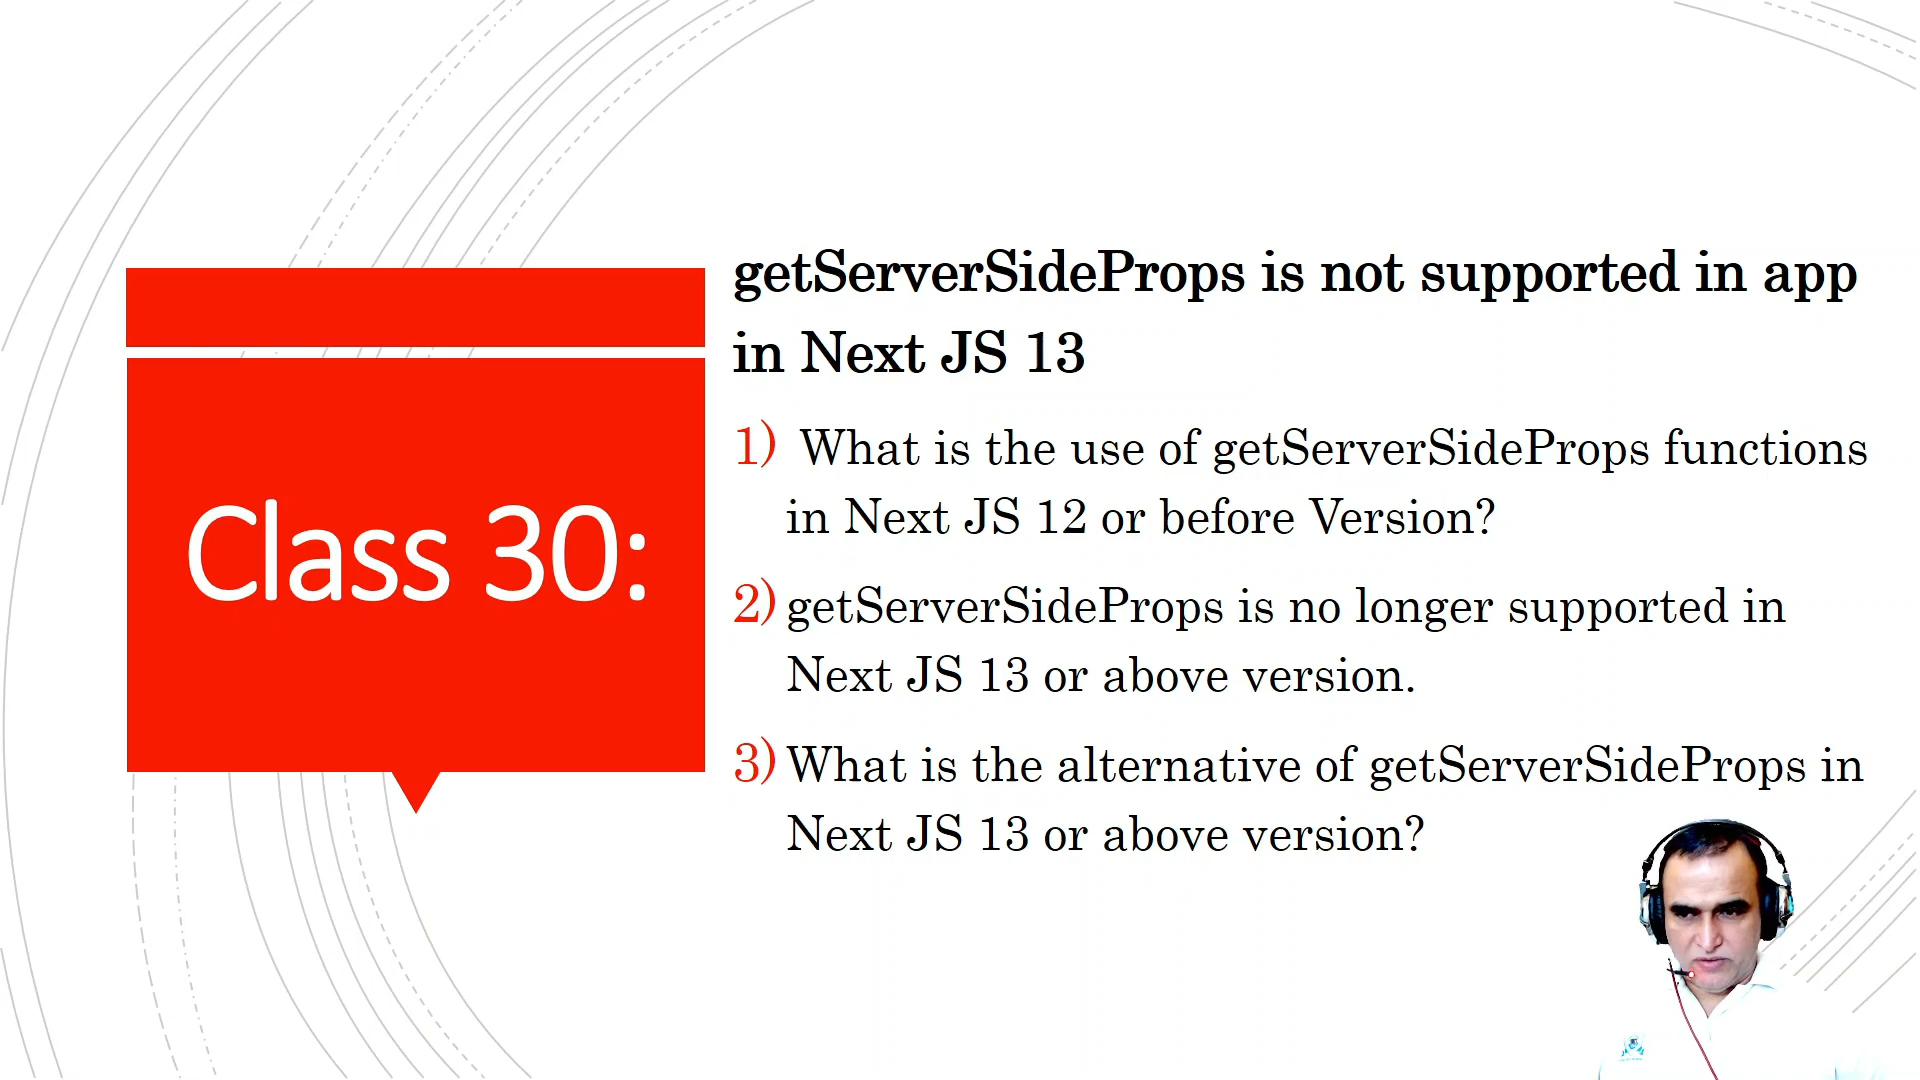 Class 30:
getServerSideProps is not supported in app
in Next JS 13
1) What is the use of getServerSideProps functions
in Next JS 12 or before Version?
2) getServerSideProps is no longer supported in
Next JS 13 or above version.
3) What is the alternative of getServerSideProps in
Next JS 13 or above version?